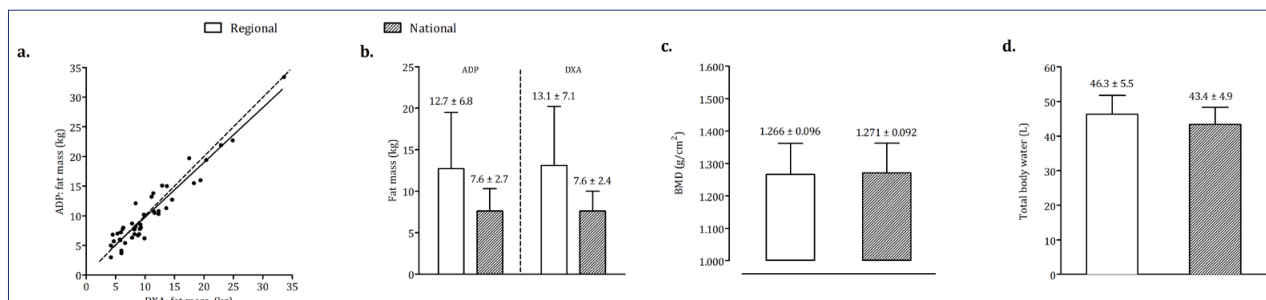 Regional
National
a.
ADP: fat mass (kg)
35
30
25
20
15
10
5
0
0 5 10 15 20 25 30 35
DXA: fat mass (kg)
b.
Fat mass (kg)
25
20
15
10
5
0
ADP
DXA
12.7 ± 6.8
7.6 ± 2.7
13.1 ± 7.1
7.6 ± 2.4
c.
BMD (g/cm²)
1.600
1.500
1.400
1.300
1.200
1.100
1.000
1.266 ± 0.096
1.271 ± 0.092
d.
Total body water (L)
60
50
40
30
20
10
0
46.3 ± 5.5
43.4 ± 4.9